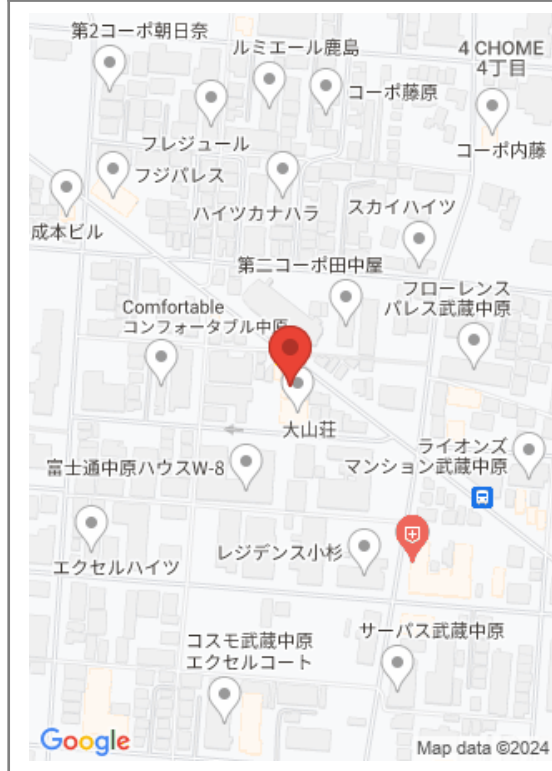 第2コーポ朝日奈
ルミエール鹿島
4 CHOME
4丁目
コーポ藤原
フレジュール
コーポ内藤
フジパレス
ハイツカナハラ
スカイハイツ
成本ビル
第二コーポ田中屋
フローレンス
パレス武蔵中原
Comfortable
コンフォータブル中原
大山荘
ライオンズ
マンション武蔵中原
富士通中原ハウスW-8
レジデンス小杉
エクセルハイツ
サーパス武蔵中原
コスモ武蔵中原
エクセルコート
Google
Map data ©2024